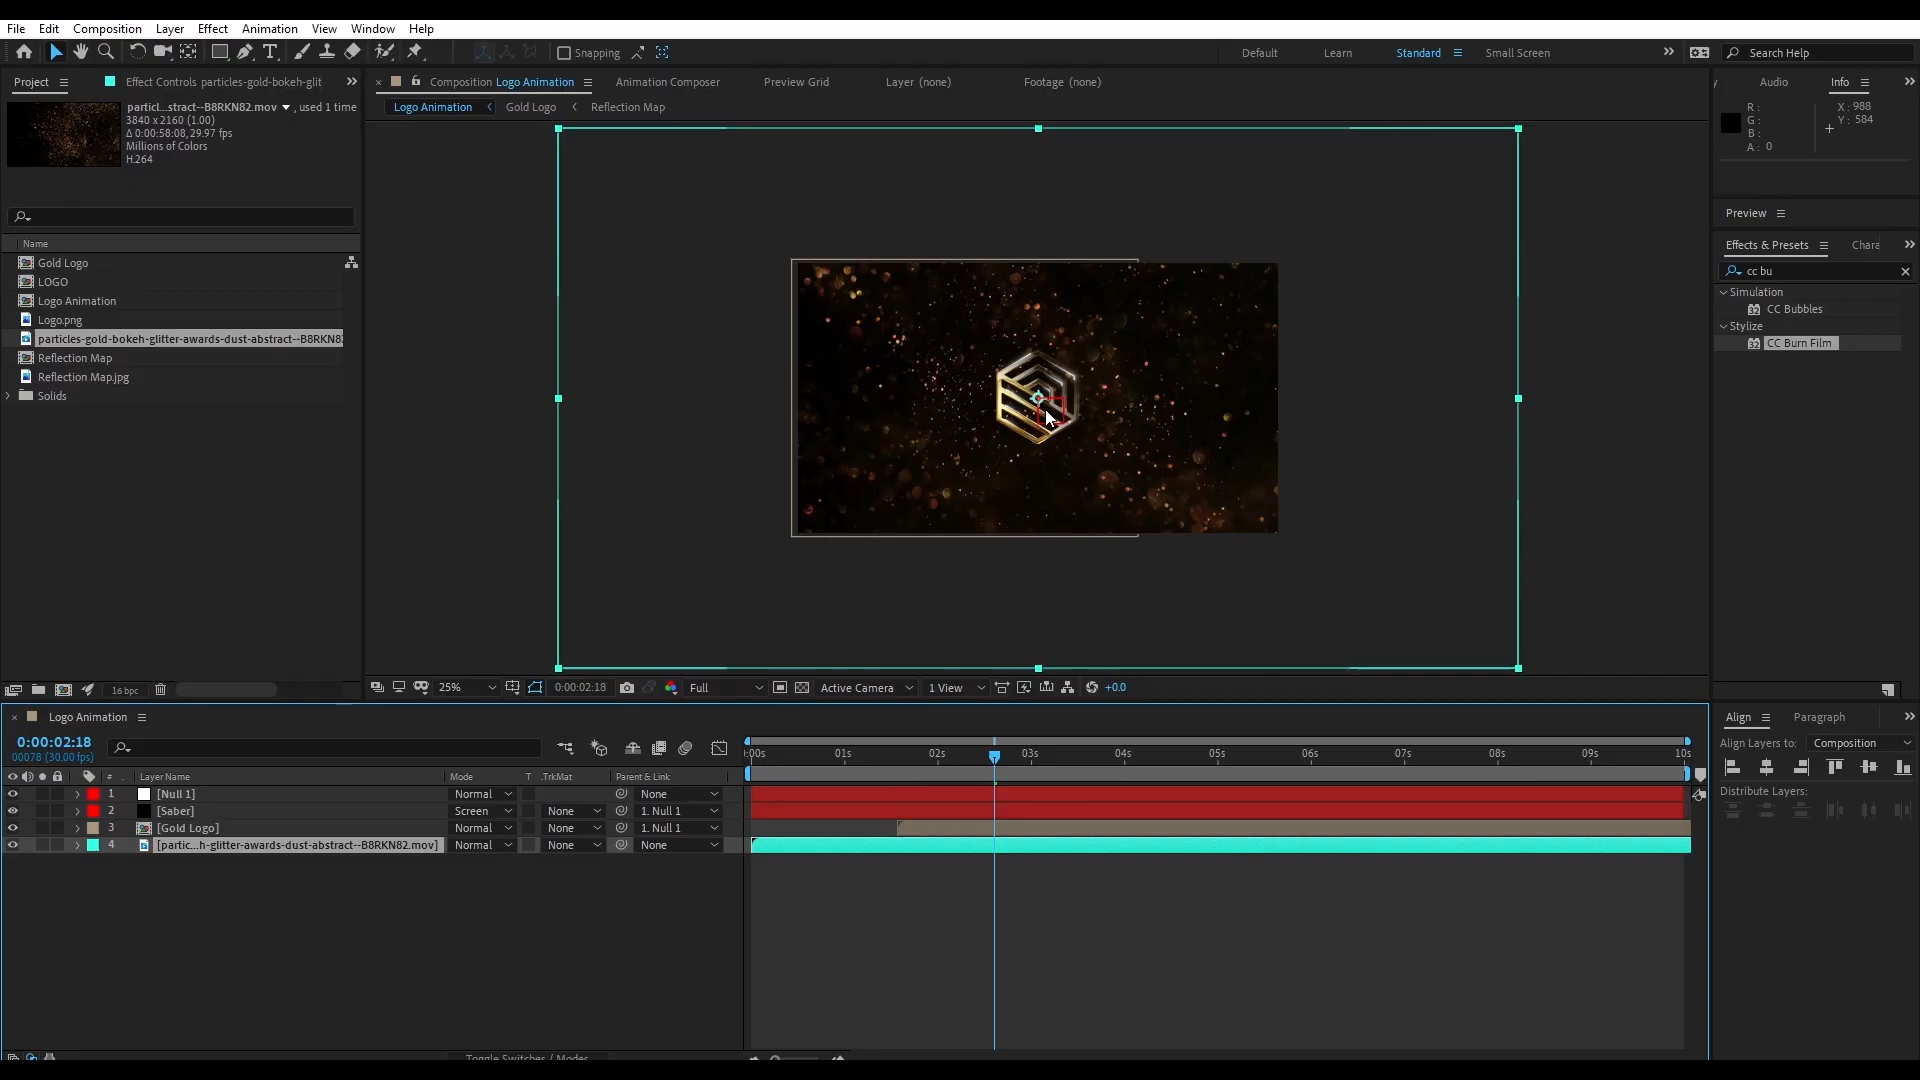 File Edit Composition Layer Effect Animation View Window Help
Snapping Default Learn Standard Small Screen Search Help
Project Effect Controls particles-gold-bokeh-glit
Composition Logo Animation Animation Composer Preview Grid Layer (none) Footage (none)
Audio Info
Logo Animation Gold Logo Reflection Map
particl...stract--B8RKN82.mov , used 1 time
3840 x 2160 (1.00)
Δ 0:00:58:08, 29.97 fps
Millions of Colors
H.264
R :
G :
B :
A : 0
X : 988
Y : 584
Preview
Effects & Presets Chara
cc bu
Simulation
CC Bubbles
Stylize
CC Burn Film
Name
Gold Logo
LOGO
Logo Animation
Logo.png
particles-gold-bokeh-glitter-awards-dust-abstract--B8RKN8
Reflection Map
Reflection Map.jpg
Solids
16 bpc
25% 0:00:02:18 Full Active Camera 1 View +0.0
Logo Animation
0:00:02:18
00078 (30.00 fps)
:00s 01s 02s 03s 04s 05s 06s 07s 08s 09s 10s
# Layer Name Mode T .TrkMat Parent & Link
1 [Null 1] Normal None
2 [Saber] Screen None 1. Null 1
3 [Gold Logo] Normal None 1. Null 1
4 [partic...h-glitter-awards-dust-abstract--B8RKN82.mov] Normal None None
Toggle Switches / Modes
Align Paragraph
Align Layers to: Composition
Distribute Layers: